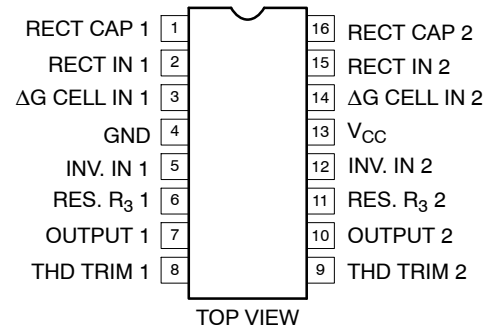 RECT CAP 1 1 16 RECT CAP 2
RECT IN 1 2 15 RECT IN 2
ΔG CELL IN 1 3 14 ΔG CELL IN 2
GND 4 13 VCC
INV. IN 1 5 12 INV. IN 2
RES. R3 1 6 11 RES. R3 2
OUTPUT 1 7 10 OUTPUT 2
THD TRIM 1 8 9 THD TRIM 2
TOP VIEW